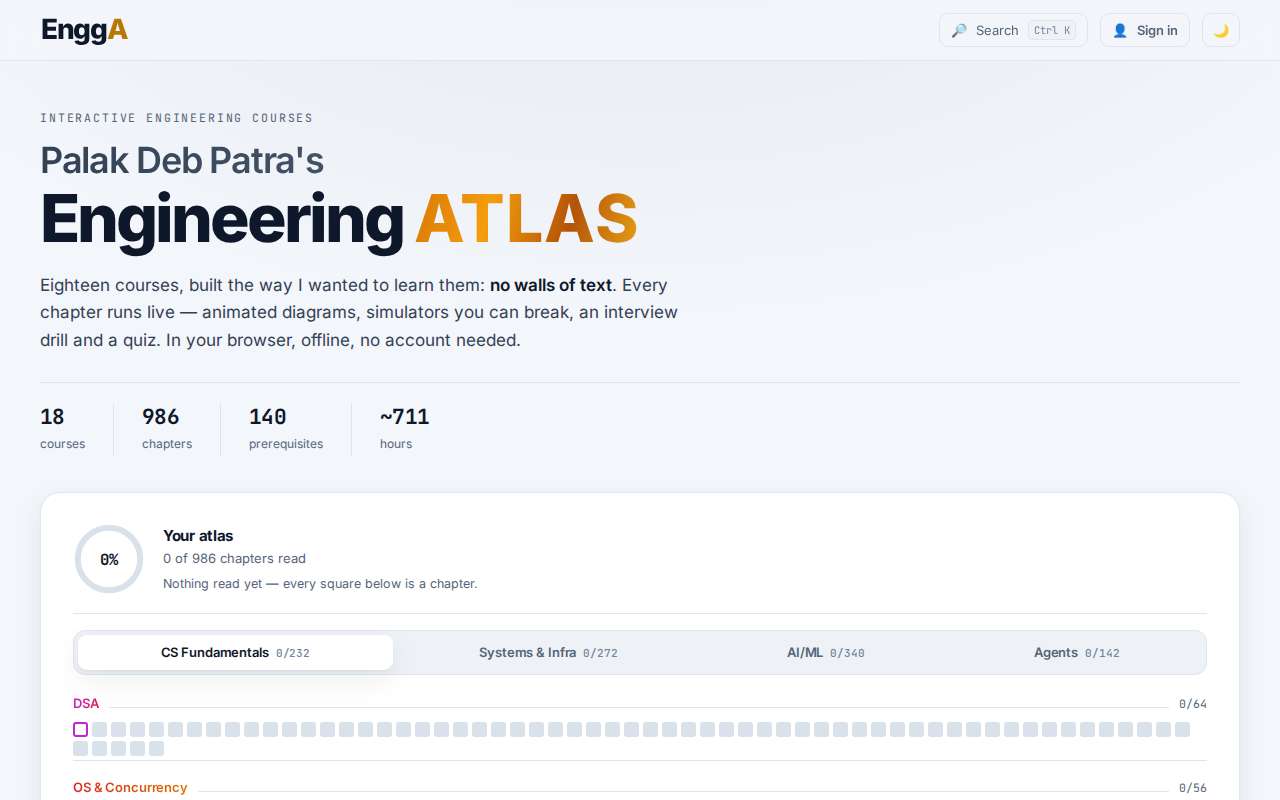 EnggA
Search Ctrl K
Sign in
INTERACTIVE ENGINEERING COURSES
Palak Deb Patra's
Engineering ATLAS
Eighteen courses, built the way I wanted to learn them: no walls of text. Every
chapter runs live — animated diagrams, simulators you can break, an interview
drill and a quiz. In your browser, offline, no account needed.
18 986 140 ~711
courses chapters prerequisites hours
0%
Your atlas
0 of 986 chapters read
Nothing read yet — every square below is a chapter.
CS Fundamentals 0/232 Systems & Infra 0/272 AI/ML 0/340 Agents 0/142
DSA 0/64
OS & Concurrency 0/56